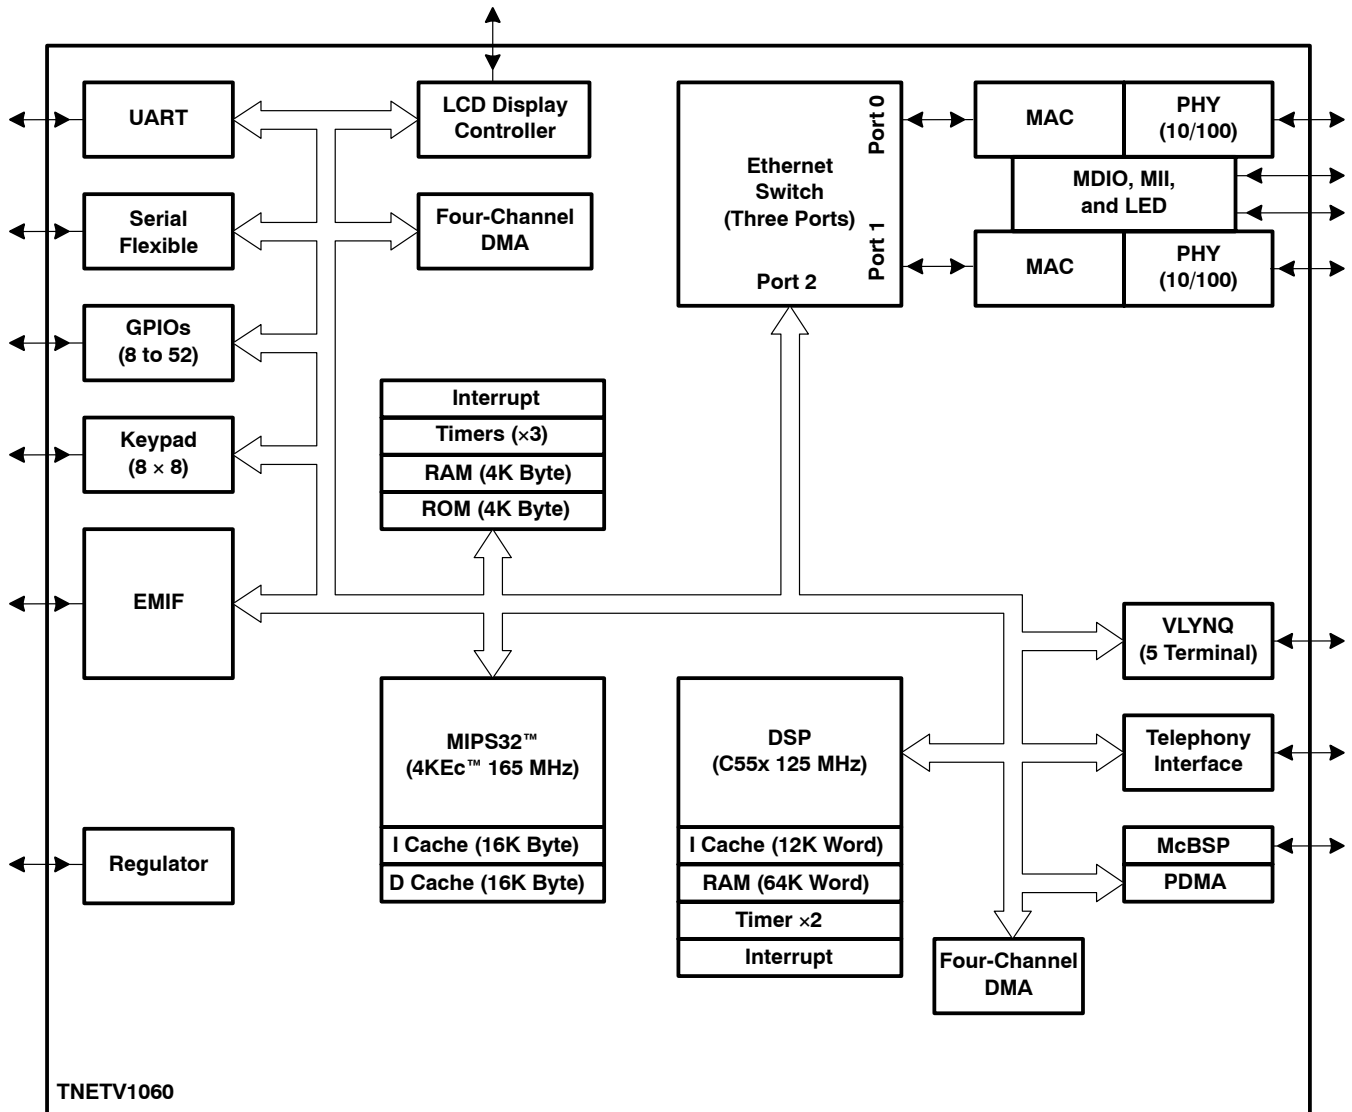 UART
LCD Display
Controller
Serial
Flexible
Four-Channel
DMA
GPIOs
(8 to 52)
Keypad
(8 × 8)
EMIF
Regulator
Interrupt
Timers (×3)
RAM (4K Byte)
ROM (4K Byte)
MIPS32™
(4KEc™ 165 MHz)
I Cache (16K Byte)
D Cache (16K Byte)
Ethernet
Switch
(Three Ports)
Port 0
Port 1
Port 2
MAC
PHY
(10/100)
MDIO, MII,
and LED
MAC
PHY
(10/100)
DSP
(C55x 125 MHz)
I Cache (12K Word)
RAM (64K Word)
Timer ×2
Interrupt
VLYNQ
(5 Terminal)
Telephony
Interface
McBSP
PDMA
Four-Channel
DMA
TNETV1060